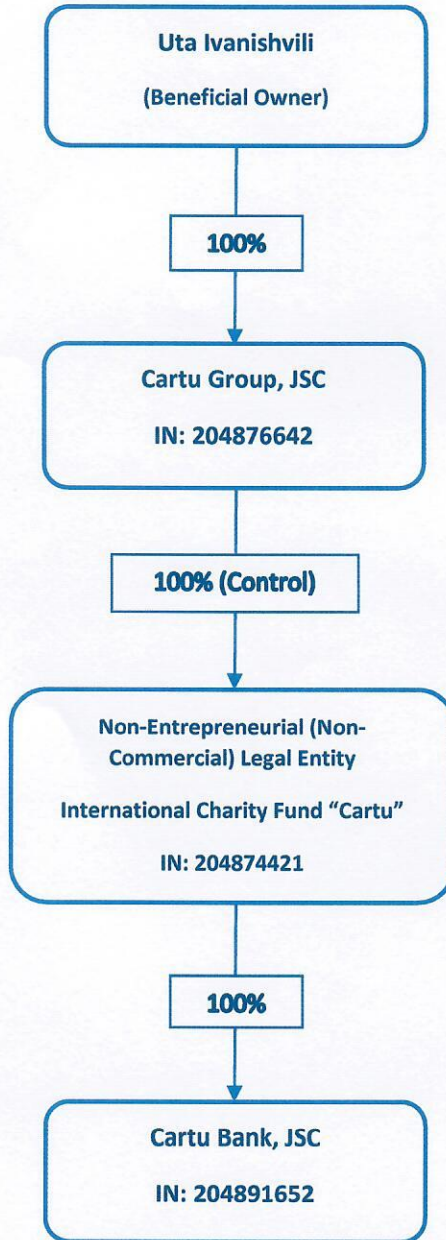 Uta Ivanishvili
(Beneficial Owner)
100%
Cartu Group, JSC
IN: 204876642
100% (Control)
Non-Entrepreneurial (Non-
Commercial) Legal Entity
International Charity Fund “Cartu”
IN: 204874421
100%
Cartu Bank, JSC
IN: 204891652